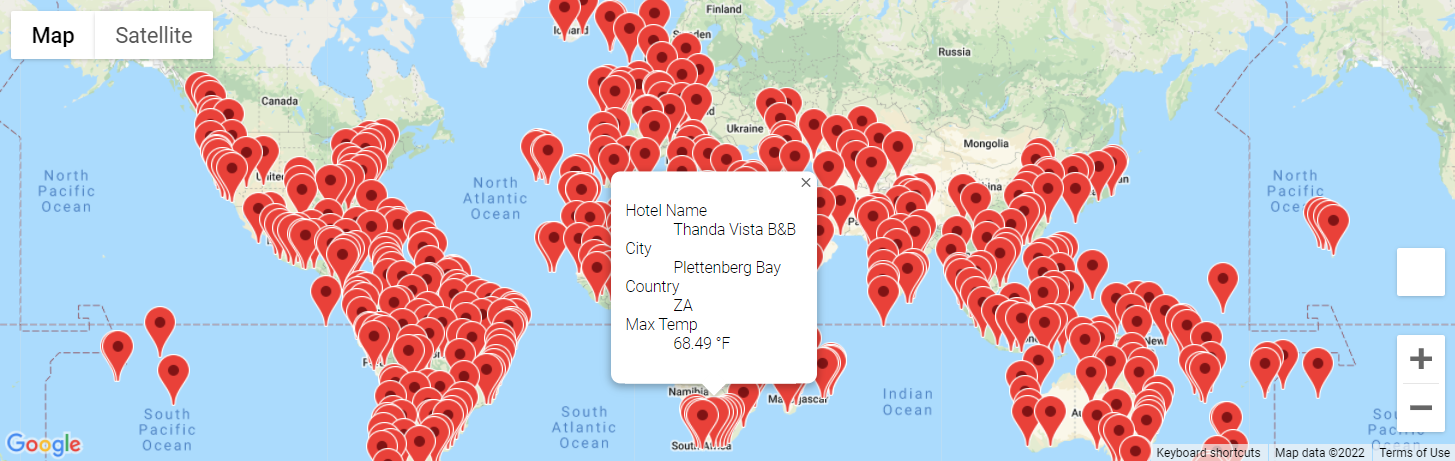 Map
Satellite
Finland
Russia
Canada
Ukraine
Mongolia
North
Pacific
Ocean
North
Atlantic
Ocean
North
Pacific
Ocean
Hotel Name
Thanda Vista B&B
City
Plettenberg Bay
Country
ZA
Max Temp
68.49 °F
Namibia
Madagascar
Indian
Ocean
South
Pacific
Ocean
South
Atlantic
Ocean
South Africa
Google
Keyboard shortcuts
Map data ©2022
Terms of Use